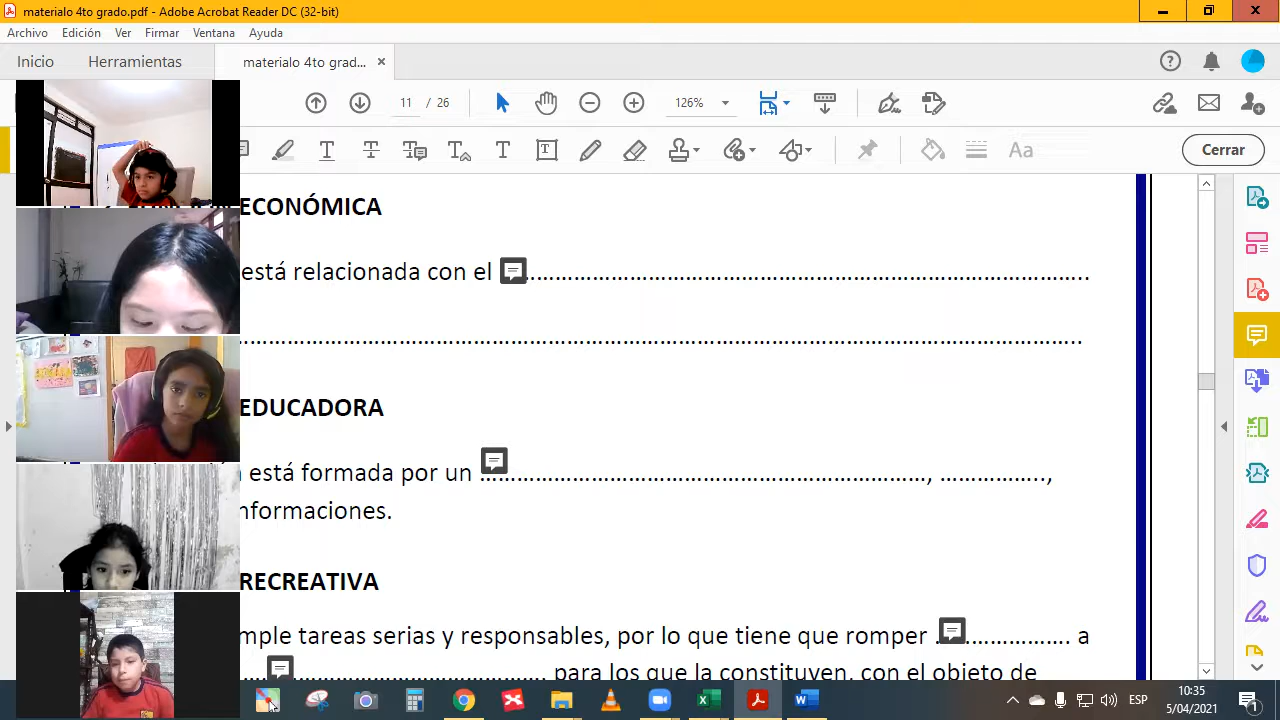 materialo 4to grado.pdf - Adobe Acrobat Reader DC (32-bit)
Archivo Edición Ver Firmar Ventana Ayuda
Inicio Herramientas materialo 4to grad... ×
11 / 26 126%
Aa Cerrar
ECONÓMICA
está relacionada con el ..............................................................................
..............................................................................
EDUCADORA
está formada por un .............................................................., ...............,
nformaciones.
RECREATIVA
mple tareas serias y responsables, por lo que tiene que romper .................. a
.................................... para los que la constituyen, con el objeto de
ESP 10:35
5/04/2021 1